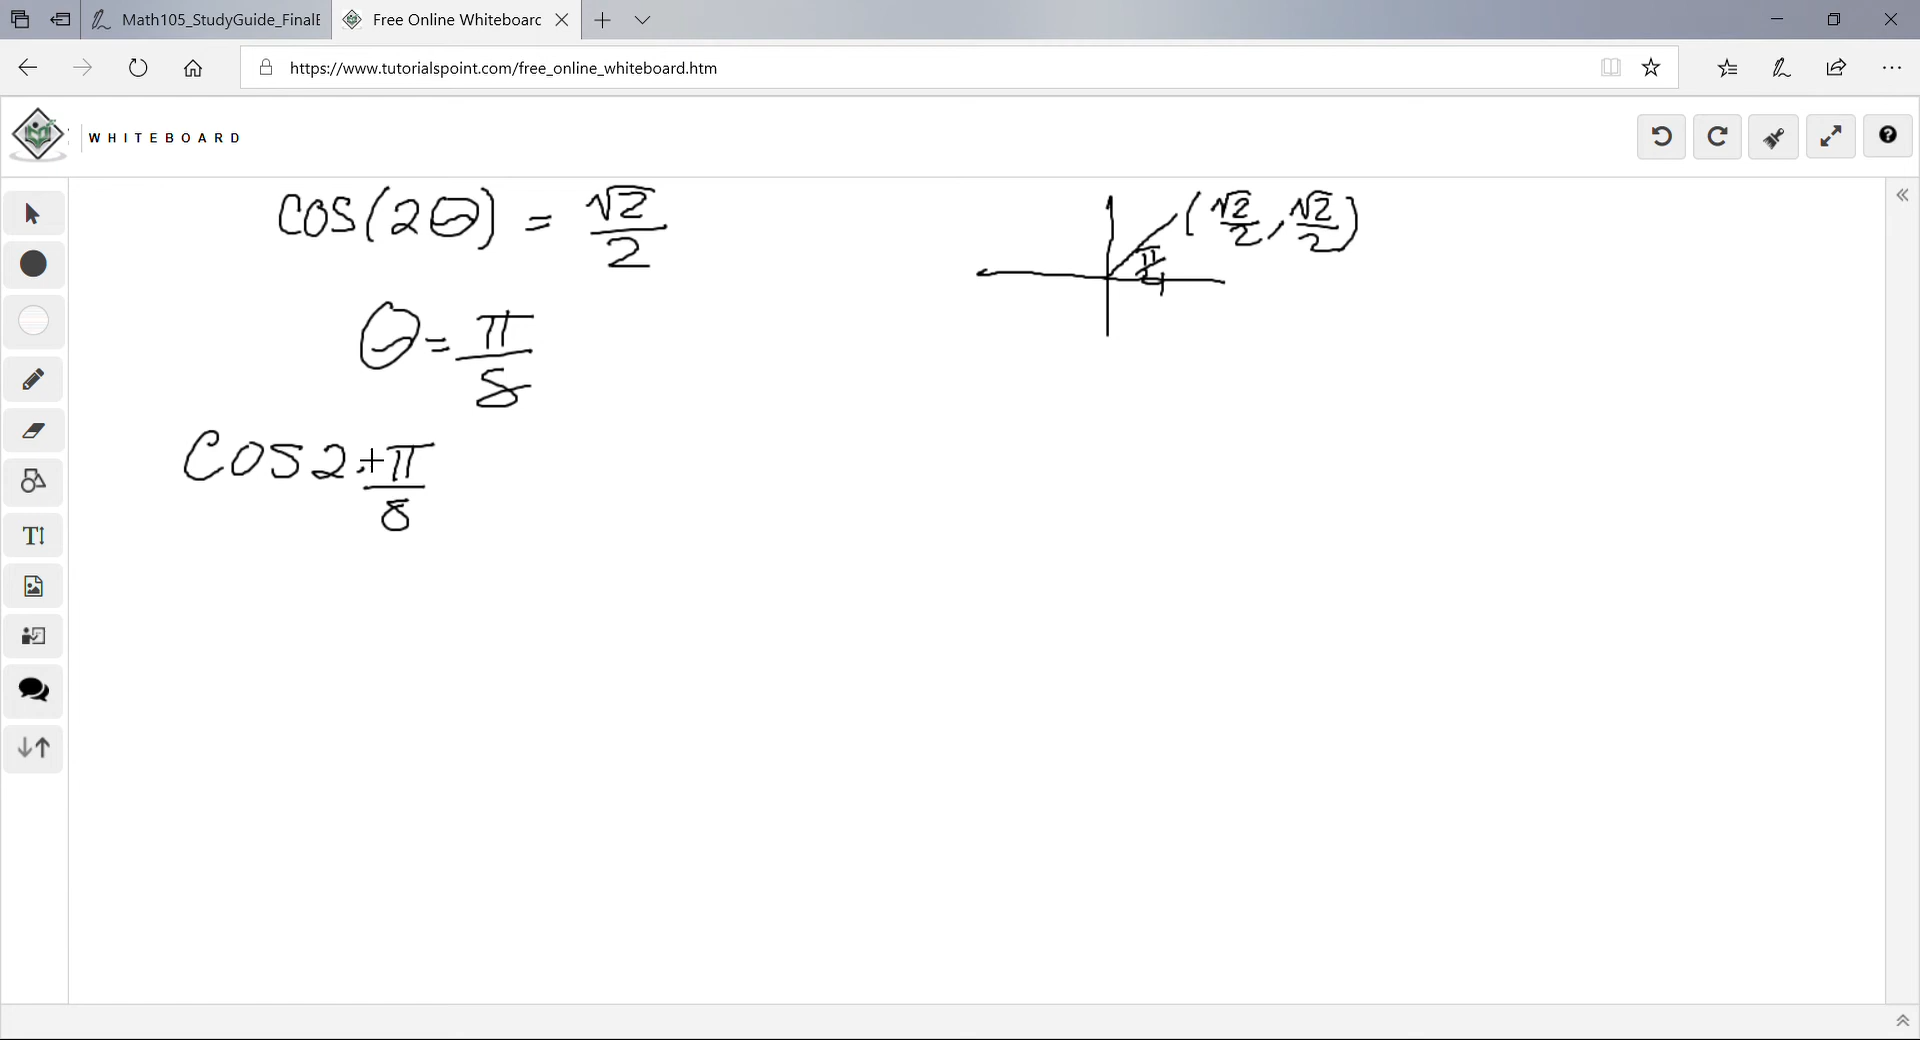 Math105_StudyGuide_FinalE
Free Online Whiteboarc
https://www.tutorialspoint.com/free_online_whiteboard.htm
WHITEBOARD
cos(2θ) = √2/2
(√2/2, √2/2)
π/4
θ = π/8
cos 2 · π/8